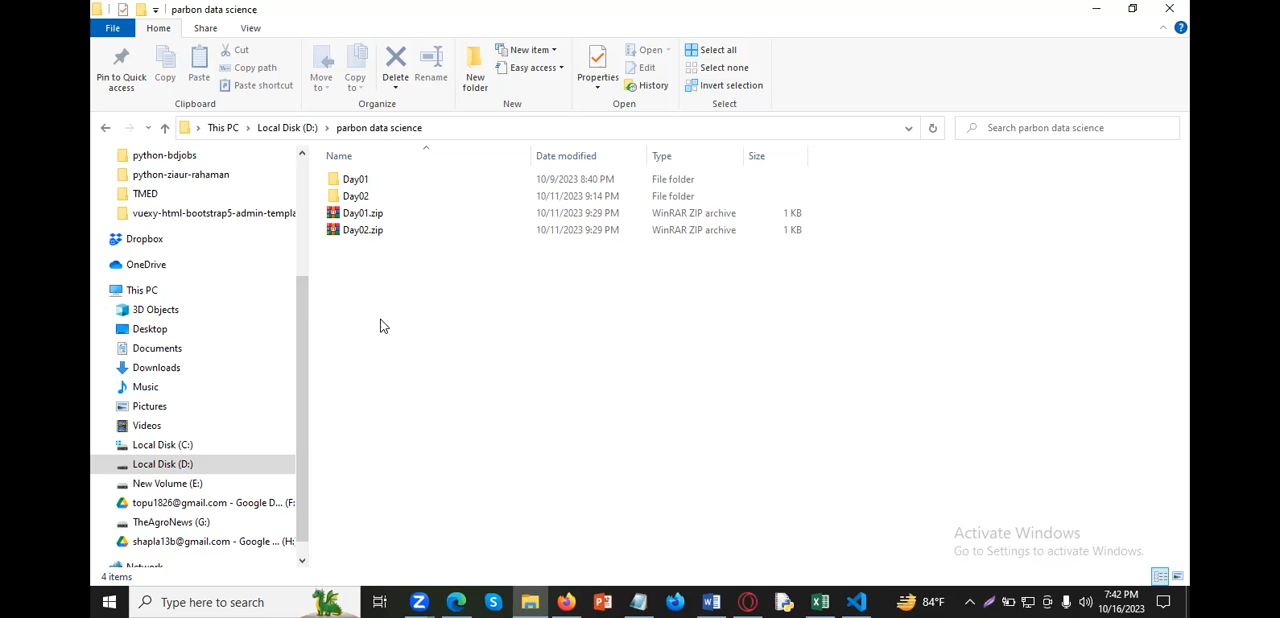 parbon data science
File Home Share View
Pin to Quick access
Copy
Paste
Cut
Copy path
Paste shortcut
Clipboard
Move to
Copy to
Delete
Rename
Organize
New folder
New item
Easy access
New
Properties
Open
Edit
History
Open
Select all
Select none
Invert selection
Select
This PC > Local Disk (D:) > parbon data science
Search parbon data science
Name Date modified Type Size
Day01 10/9/2023 8:40 PM File folder
Day02 10/11/2023 9:14 PM File folder
Day01.zip 10/11/2023 9:29 PM WinRAR ZIP archive 1 KB
Day02.zip 10/11/2023 9:29 PM WinRAR ZIP archive 1 KB
python-bdjobs
python-ziaur-rahaman
TMED
vuexy-html-bootstrap5-admin-templa
Dropbox
OneDrive
This PC
3D Objects
Desktop
Documents
Downloads
Music
Pictures
Videos
Local Disk (C:)
Local Disk (D:)
New Volume (E:)
topu1826@gmail.com - Google D... (F:
TheAgroNews (G:)
shapla13b@gmail.com - Google ... (H:
Network
Activate Windows
Go to Settings to activate Windows.
4 items
Type here to search
84°F
7:42 PM
10/16/2023